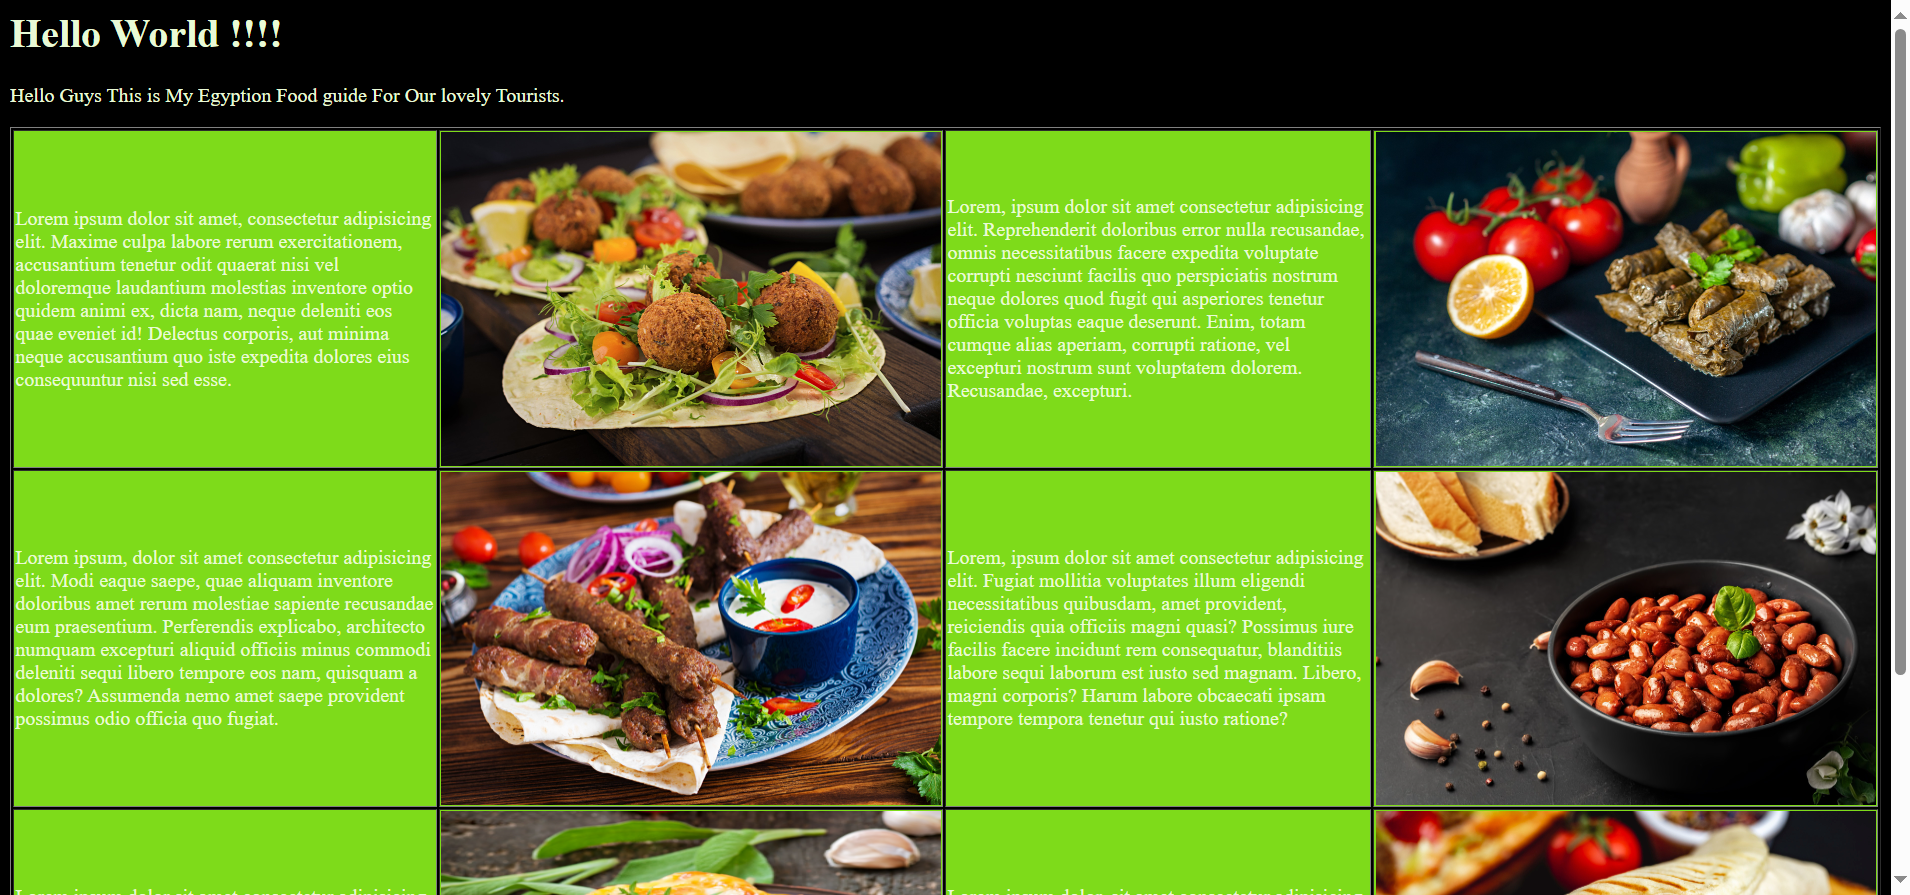 Hello World !!!!
Hello Guys This is My Egyption Food guide For Our lovely Tourists.
Lorem ipsum dolor sit amet, consectetur adipisicing
elit. Maxime culpa labore rerum exercitationem,
accusantium tenetur odit quaerat nisi vel
doloremque laudantium molestias inventore optio
quidem animi ex, dicta nam, neque deleniti eos
quae eveniet id! Delectus corporis, aut minima
neque accusantium quo iste expedita dolores eius
consequuntur nisi sed esse.
Lorem, ipsum dolor sit amet consectetur adipisicing
elit. Reprehenderit doloribus error nulla recusandae,
omnis necessitatibus facere expedita voluptate
corrupti nesciunt facilis quo perspiciatis nostrum
neque dolores quod fugit qui asperiores tenetur
officia voluptas eaque deserunt. Enim, totam
cumque alias aperiam, corrupti ratione, vel
excepturi nostrum sunt voluptatem dolorem.
Recusandae, excepturi.
Lorem ipsum, dolor sit amet consectetur adipisicing
elit. Modi eaque saepe, quae aliquam inventore
doloribus amet rerum molestiae sapiente recusandae
eum praesentium. Perferendis explicabo, architecto
numquam excepturi aliquid officiis minus commodi
deleniti sequi libero tempore eos nam, quisquam a
dolores? Assumenda nemo amet saepe provident
possimus odio officia quo fugiat.
Lorem, ipsum dolor sit amet consectetur adipisicing
elit. Fugiat mollitia voluptates illum eligendi
necessitatibus quibusdam, amet provident,
reiciendis quia officiis magni quasi? Possimus iure
facilis facere incidunt rem consequatur, blanditiis
labore sequi laborum est iusto sed magnam. Libero,
magni corporis? Harum labore obcaecati ipsam
tempore tempora tenetur qui iusto ratione?